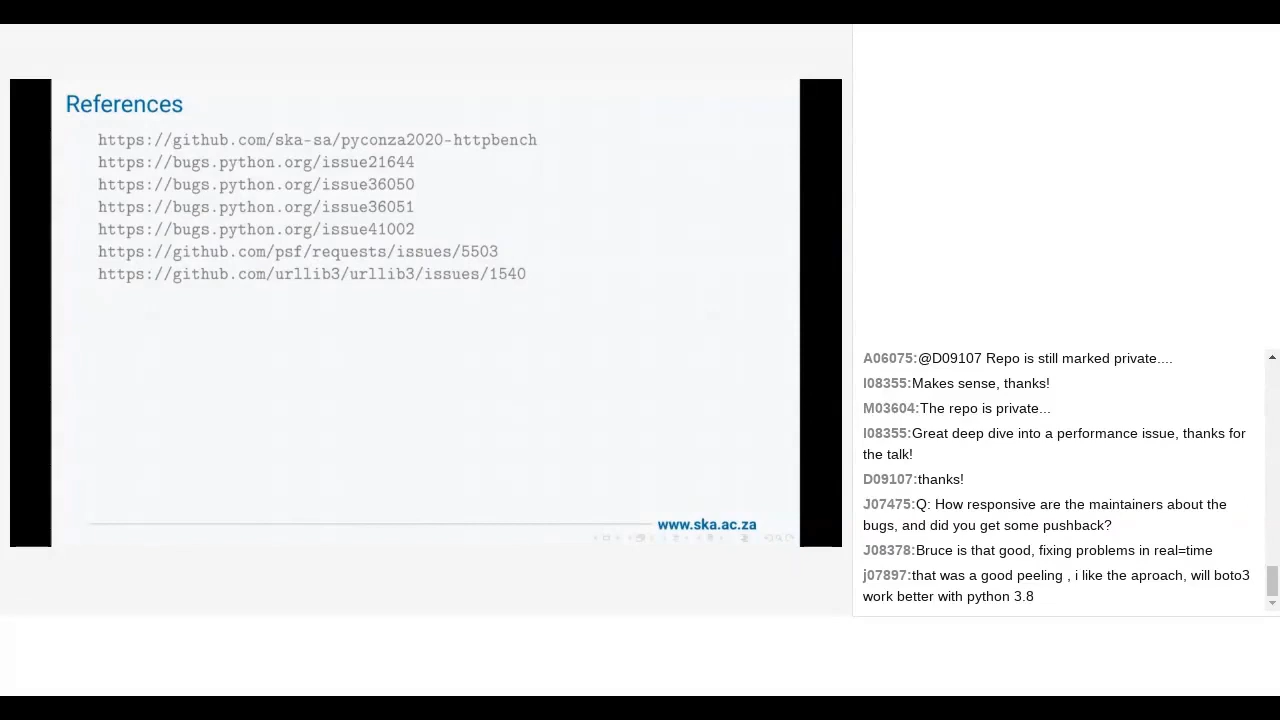 References
https://github.com/ska-sa/pyconza2020-httpbench
https://bugs.python.org/issue21644
https://bugs.python.org/issue36050
https://bugs.python.org/issue36051
https://bugs.python.org/issue41002
https://github.com/psf/requests/issues/5503
https://github.com/urllib3/urllib3/issues/1540
www.ska.ac.za
A06075:@D09107 Repo is still marked private....
I08355:Makes sense, thanks!
M03604:The repo is private...
I08355:Great deep dive into a performance issue, thanks for
the talk!
D09107:thanks!
J07475:Q: How responsive are the maintainers about the
bugs, and did you get some pushback?
J08378:Bruce is that good, fixing problems in real=time
j07897:that was a good peeling , i like the aproach, will boto3
work better with python 3.8